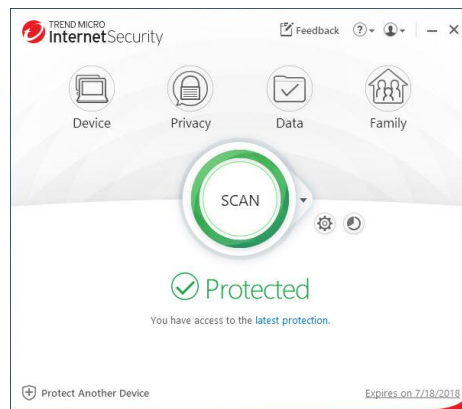 TREND MICRO
InternetSecurity
Feedback
Device
Privacy
Data
Family
SCAN
Protected
You have access to the latest protection.
Protect Another Device
Expires on 7/18/2018